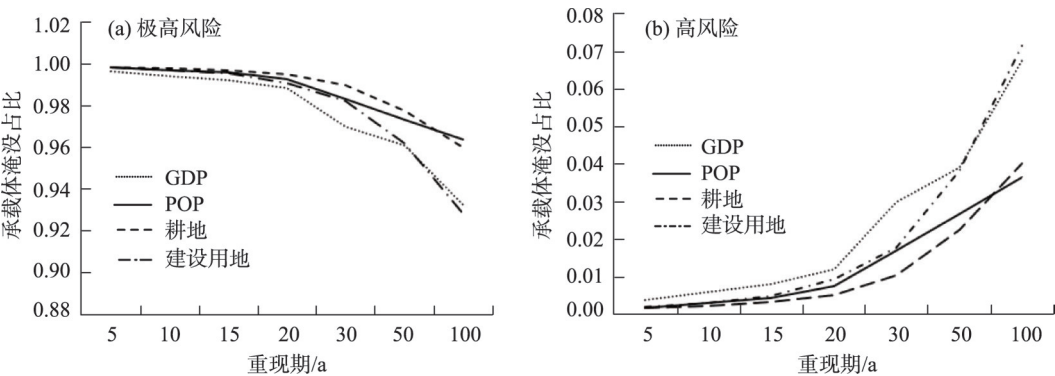 (a) 极高风险
1.02
1.00
0.98
0.96
0.94
0.92
0.90
0.88
承载体淹没占比
GDP
POP
耕地
建设用地
5 10 15 20 30 50 100
重现期/a
(b) 高风险
0.08
0.07
0.06
0.05
0.04
0.03
0.02
0.01
0.00
承载体淹没占比
GDP
POP
耕地
建设用地
5 10 15 20 30 50 100
重现期/a